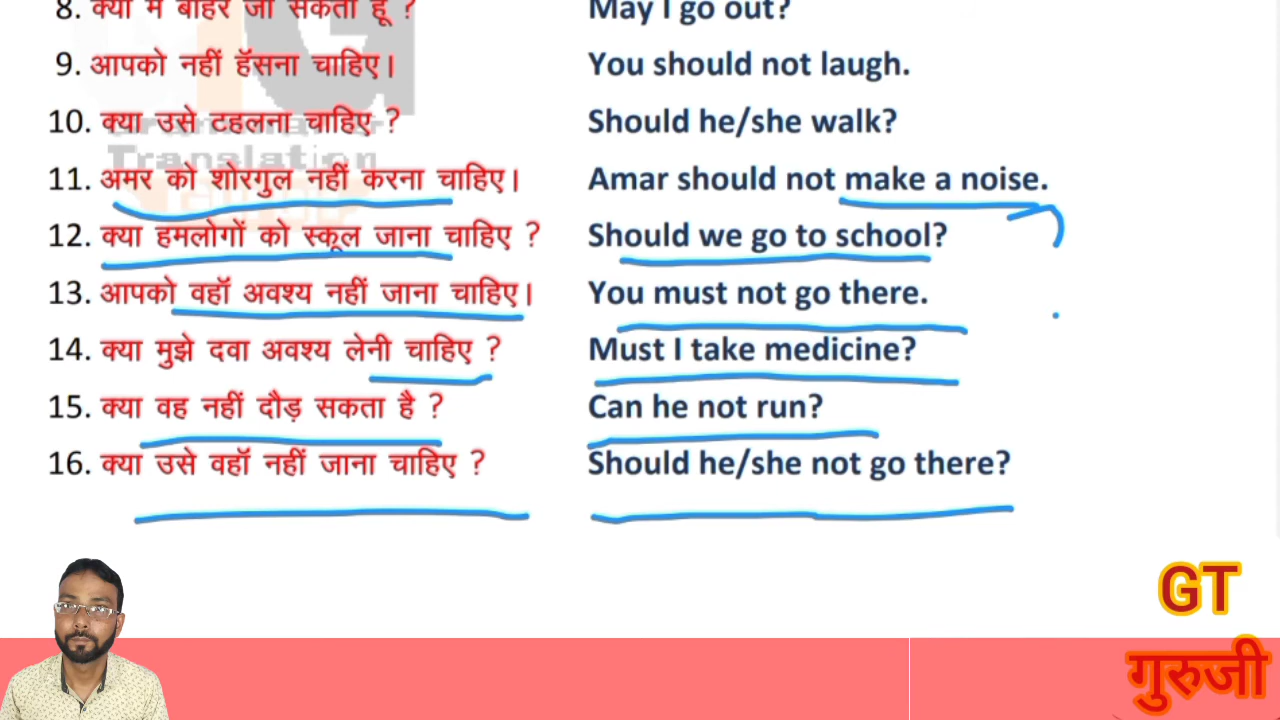 8. क्या मैं बाहर जा सकता हूँ ? May I go out?
9. आपको नहीं हॅसना चाहिए। You should not laugh.
10. क्या उसे टहलना चाहिए ? Should he/she walk?
Translation
11. अमर को शोरगुल नहीं करना चाहिए। Amar should not make a noise.
12. क्या हमलोगों को स्कूल जाना चाहिए ? Should we go to school?
13. आपको वहॉ अवश्य नहीं जाना चाहिए। You must not go there.
14. क्या मुझे दवा अवश्य लेनी चाहिए ? Must I take medicine?
15. क्या वह नहीं दौड़ सकता है ? Can he not run?
16. क्या उसे वहॉ नहीं जाना चाहिए ? Should he/she not go there?
GT
गुरुजी